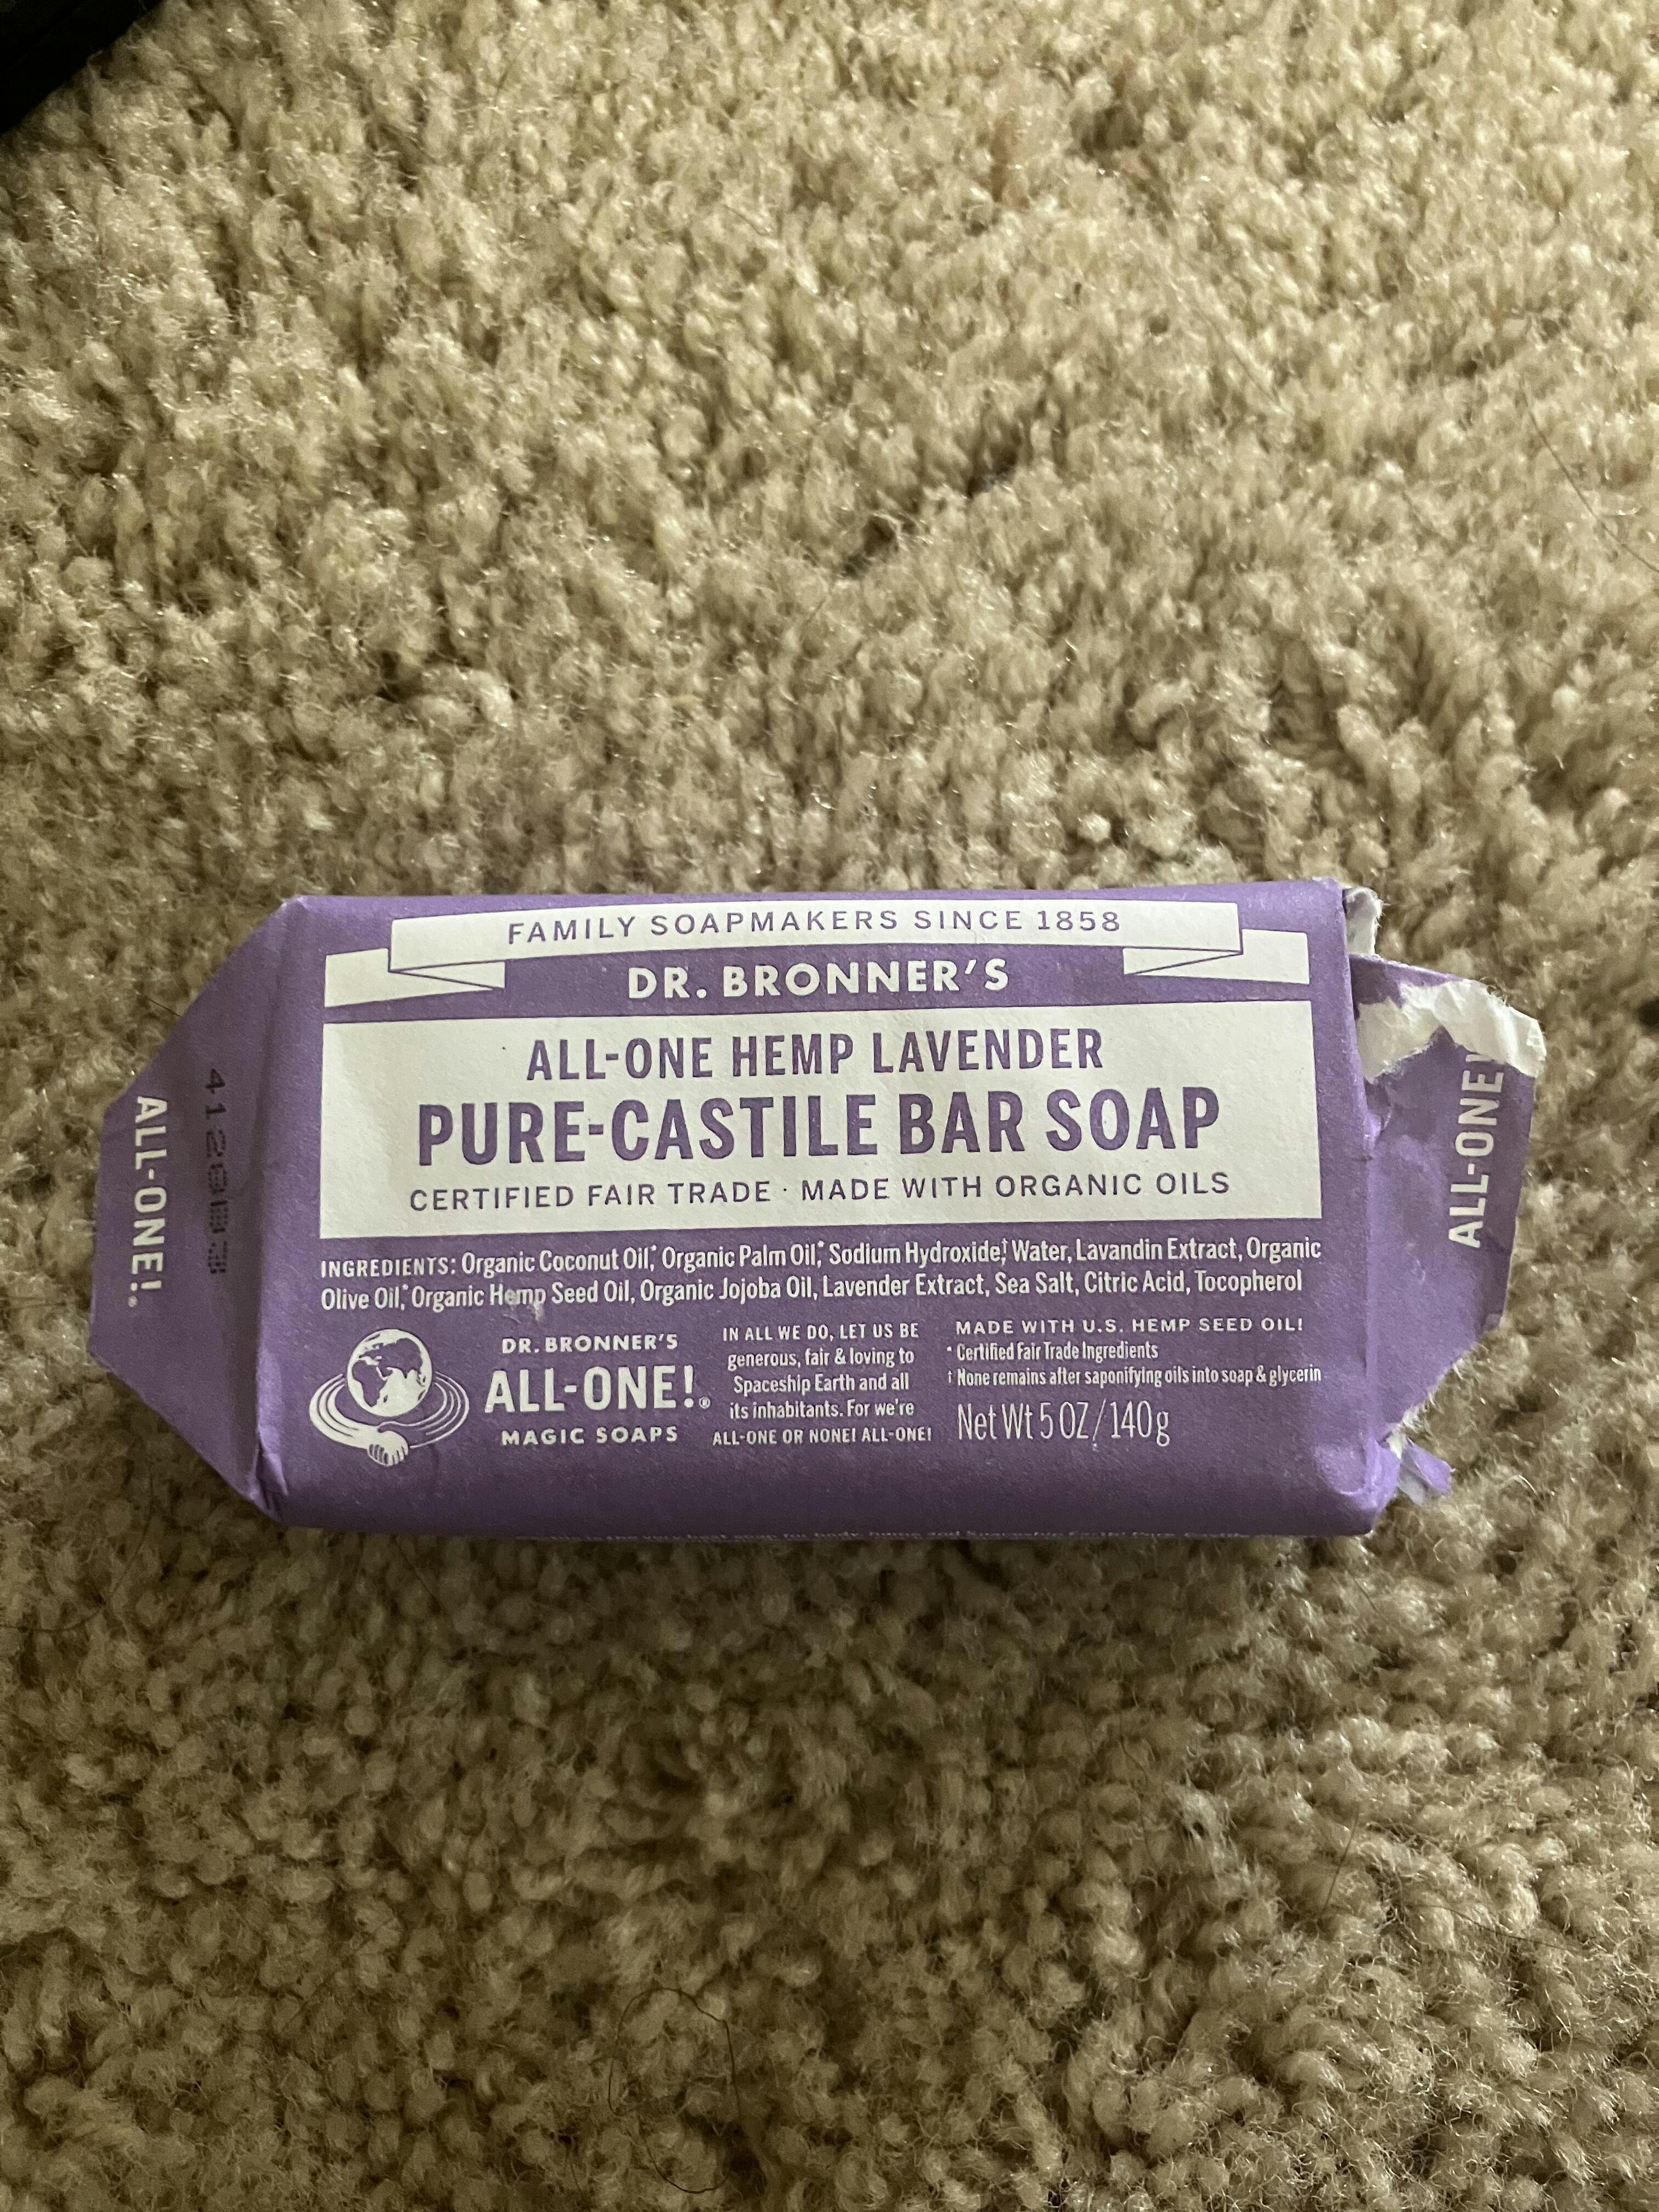 FAMILY SOAPMAKERS SINCE 1858
DR. BRONNER'S
ALL-ONE HEMP LAVENDER
PURE-CASTILE BAR SOAP
CERTIFIED FAIR TRADE · MADE WITH ORGANIC OILS
INGREDIENTS: Organic Coconut Oil,* Organic Palm Oil,* Sodium Hydroxide,† Water, Lavandin Extract, Organic
Olive Oil,* Organic Hemp Seed Oil, Organic Jojoba Oil, Lavender Extract, Sea Salt, Citric Acid, Tocopherol
DR. BRONNER'S
ALL-ONE!®
MAGIC SOAPS
IN ALL WE DO, LET US BE
generous, fair & loving to
Spaceship Earth and all
its inhabitants. For we're
ALL-ONE OR NONE! ALL-ONE!
MADE WITH U.S. HEMP SEED OIL!
* Certified Fair Trade Ingredients
† None remains after saponifying oils into soap & glycerin
Net Wt 5 OZ/140g
ALL-ONE!®
ALL-ONE!